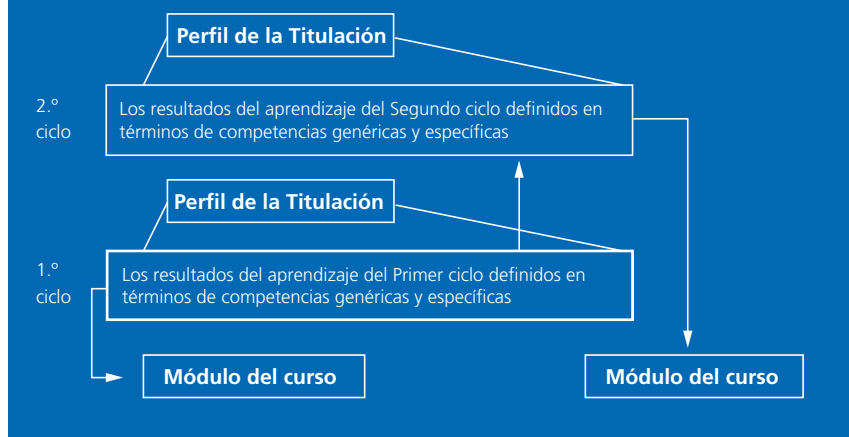 Perfil de la Titulación
2.º
ciclo
Los resultados del aprendizaje del Segundo ciclo definidos en
términos de competencias genéricas y específicas
Perfil de la Titulación
1.º
ciclo
Los resultados del aprendizaje del Primer ciclo definidos en
términos de competencias genéricas y específicas
Módulo del curso
Módulo del curso